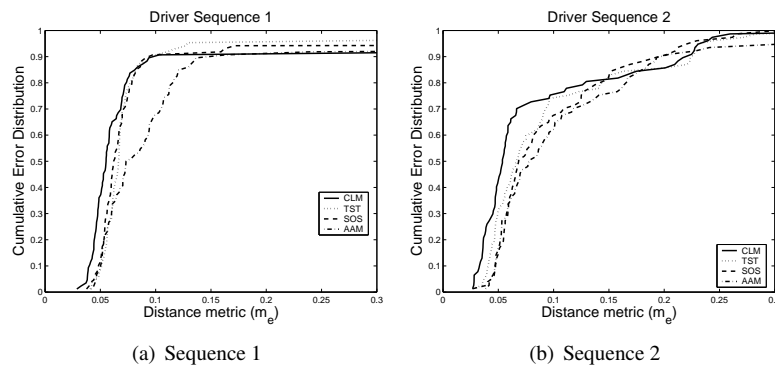 Driver Sequence 1
1
0.9
0.8
0.7
0.6
0.5
0.4
0.3
0.2
0.1
0
Cumulative Error Distribution
CLM
TST
SOS
AAM
0 0.05 0.1 0.15 0.2 0.25 0.3
Distance metric (m_e)
(a) Sequence 1
Driver Sequence 2
1
0.9
0.8
0.7
0.6
0.5
0.4
0.3
0.2
0.1
0
Cumulative Error Distribution
CLM
TST
SOS
AAM
0 0.05 0.1 0.15 0.2 0.25 0.3
Distance metric (m_e)
(b) Sequence 2